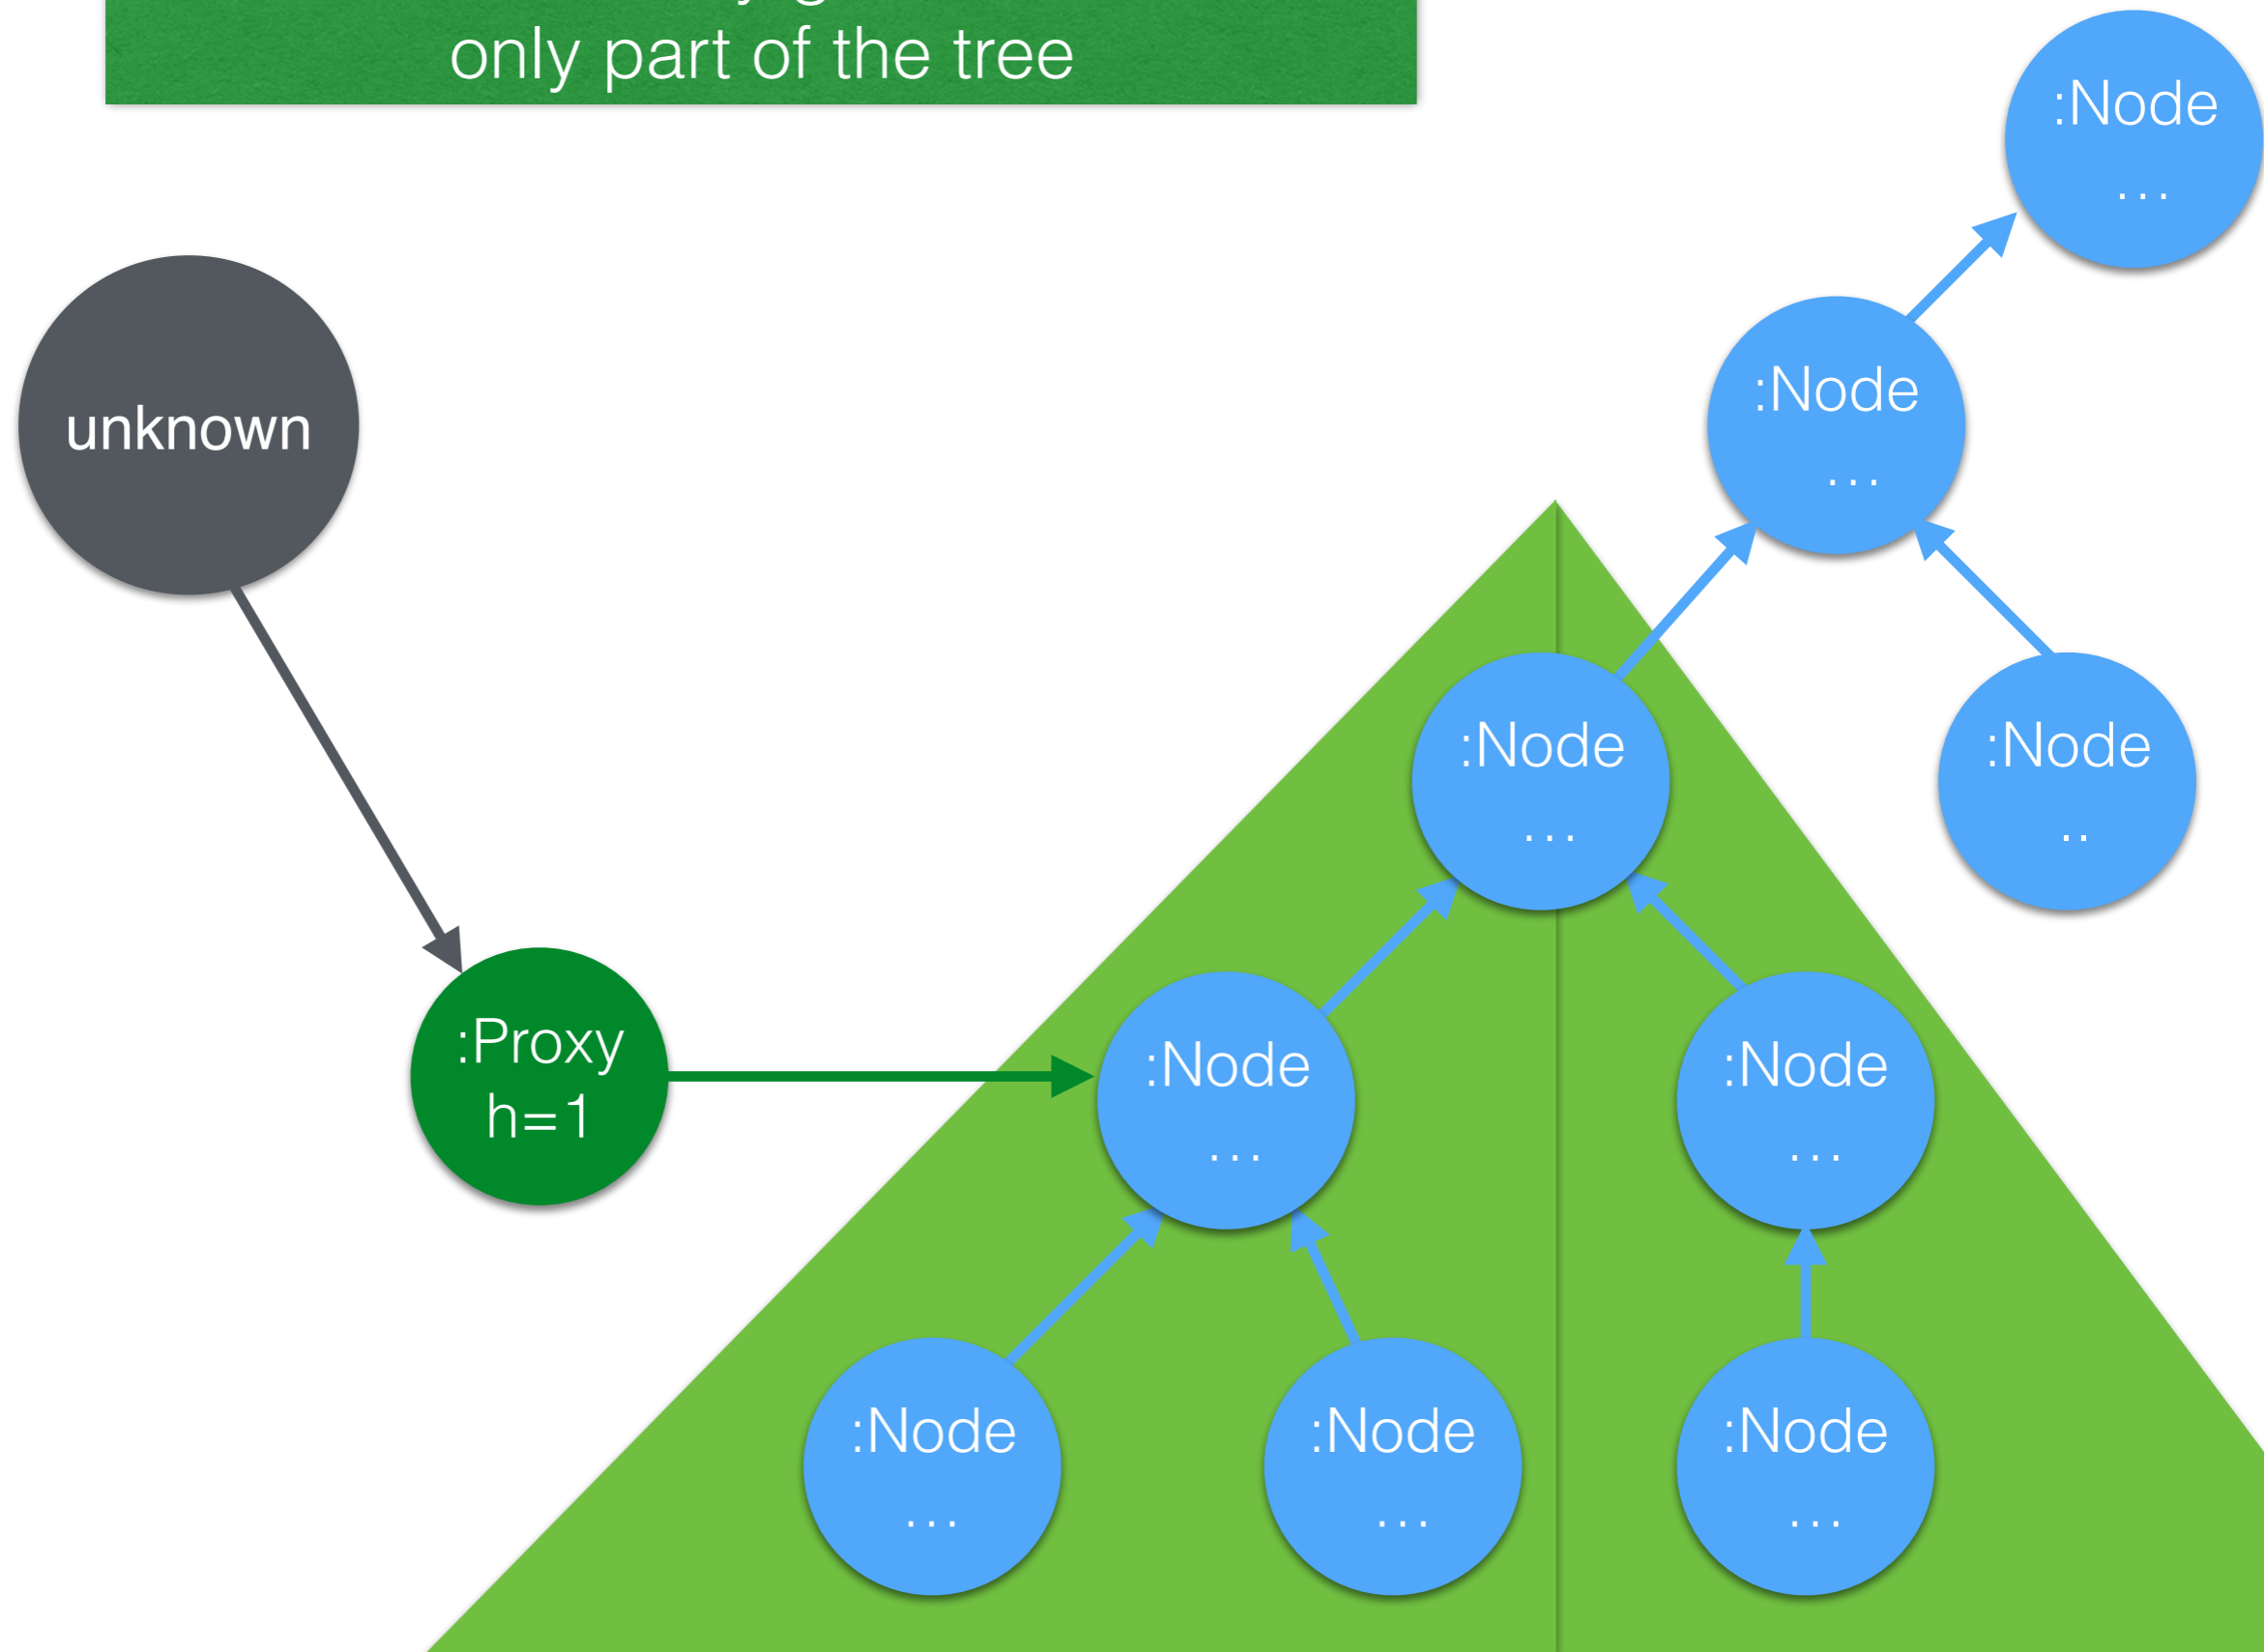 only part of the tree
:Node
...
unknown
:Node
...
:Node
...
:Node
..
:Proxy
h=1
:Node
...
:Node
...
:Node
...
:Node
...
:Node
...